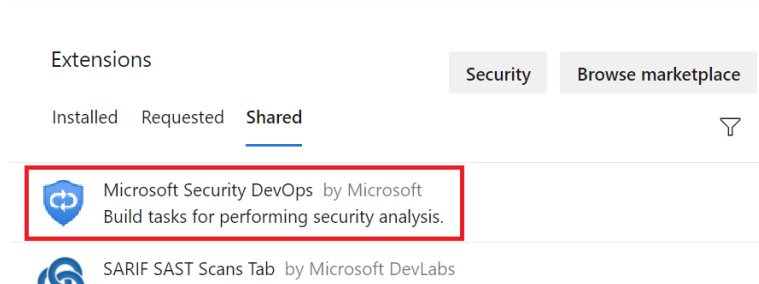 Extensions
Security Browse marketplace
Installed Requested Shared
Microsoft Security DevOps by Microsoft
Build tasks for performing security analysis.
SARIF SAST Scans Tab by Microsoft DevLabs